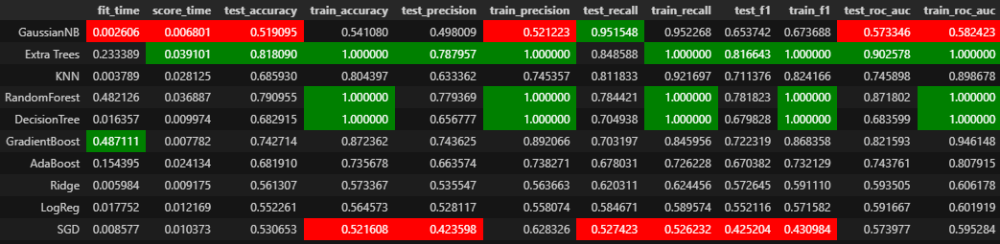 fit_time score_time test_accuracy train_accuracy test_precision train_precision test_recall train_recall test_f1 train_f1 test_roc_auc train_roc_auc
GaussianNB 0.002606 0.006801 0.519095 0.541080 0.498009 0.521223 0.951548 0.952268 0.653742 0.673688 0.573346 0.582423
Extra Trees 0.233389 0.039101 0.818090 1.000000 0.787957 1.000000 0.848588 1.000000 0.816643 1.000000 0.902578 1.000000
KNN 0.003789 0.028125 0.685930 0.804397 0.633362 0.745357 0.811833 0.921697 0.711376 0.824166 0.745898 0.898678
RandomForest 0.482126 0.036887 0.790955 1.000000 0.779369 1.000000 0.784421 1.000000 0.781823 1.000000 0.871802 1.000000
DecisionTree 0.016357 0.009974 0.682915 1.000000 0.656777 1.000000 0.704938 1.000000 0.679828 1.000000 0.683599 1.000000
GradientBoost 0.487111 0.007782 0.742714 0.872362 0.743625 0.892066 0.703197 0.845956 0.722319 0.868358 0.821593 0.946148
AdaBoost 0.154395 0.024134 0.681910 0.735678 0.663574 0.738271 0.678031 0.726228 0.670382 0.732129 0.743761 0.807915
Ridge 0.005984 0.009175 0.561307 0.573367 0.535547 0.563663 0.620311 0.624456 0.572645 0.591110 0.593505 0.606178
LogReg 0.017752 0.012169 0.552261 0.564573 0.528117 0.558074 0.584671 0.589574 0.552116 0.571582 0.591667 0.601919
SGD 0.008577 0.010373 0.530653 0.521608 0.423598 0.628326 0.527423 0.526232 0.425204 0.430984 0.573977 0.595284